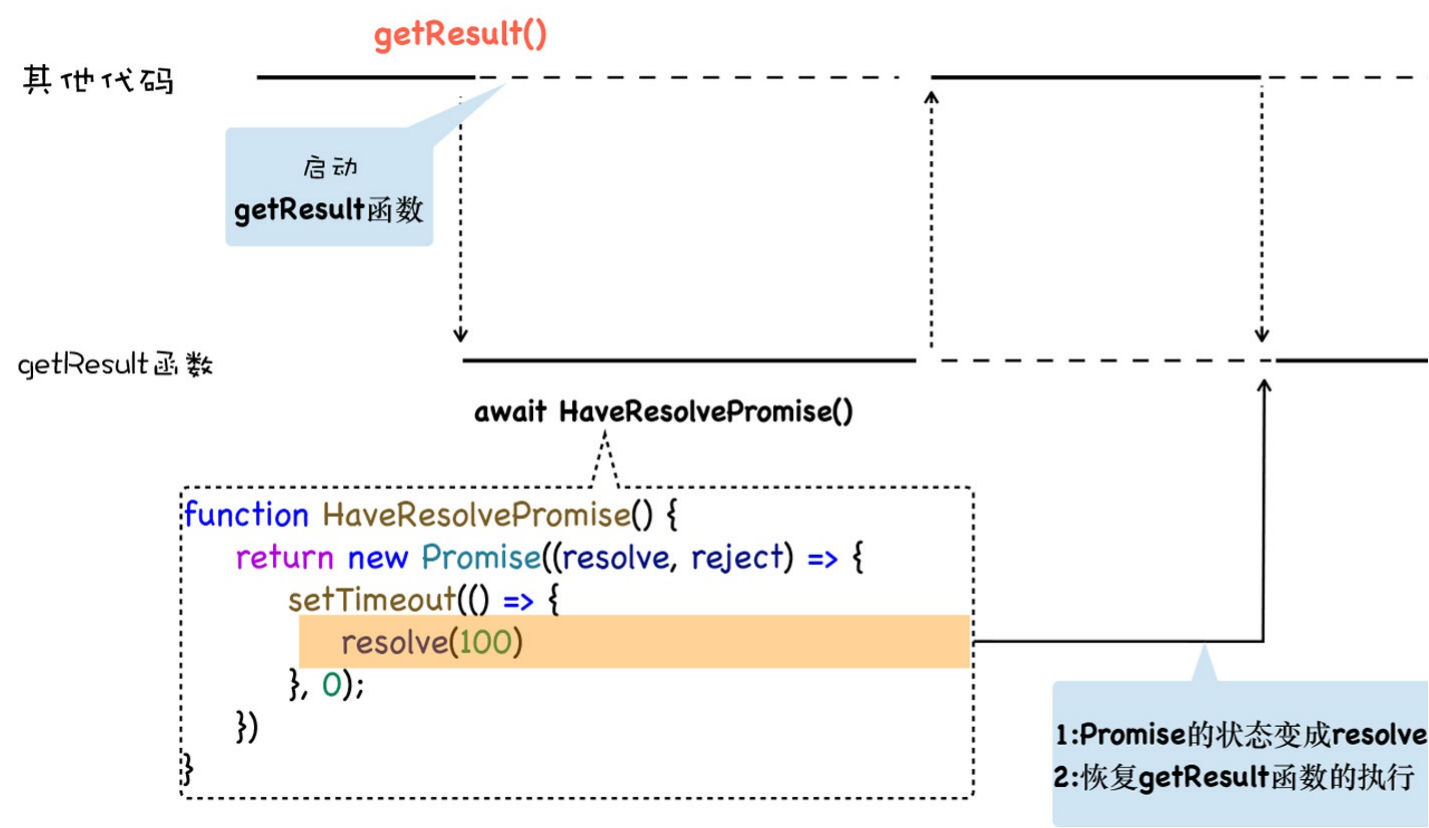 getResult()
其他代码
启动
getResult函数
getResult函数
await HaveResolvePromise()
function HaveResolvePromise() {
return new Promise((resolve, reject) => {
setTimeout(() => {
resolve(100)
}, 0);
})
}
1:Promise的状态变成resolve
2:恢复getResult函数的执行